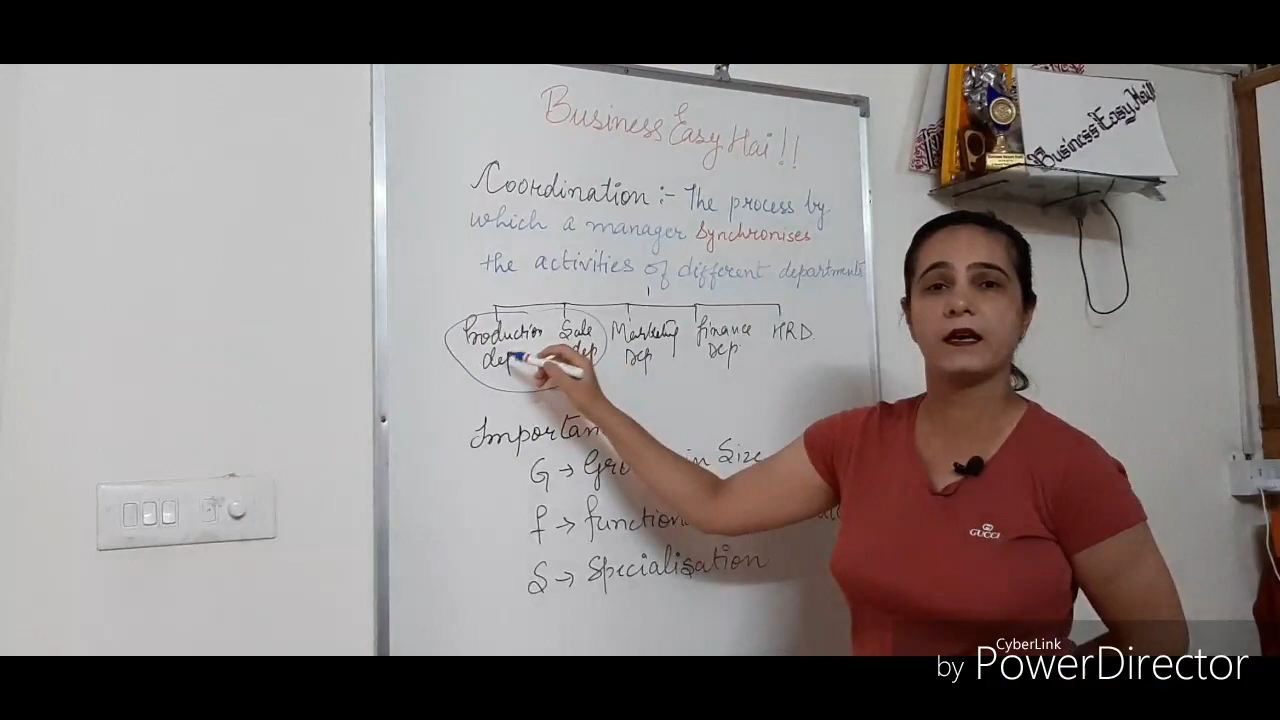 Business Easy Hai !!
Business Easy Hai!!
Coordination :- The process by
which a manager Synchronises
the activities of different departments
Production Sale Marketing finance HRD
dep dep Dep Dep.
Importan
G → in Size
f → function
S → Specialisation
GUCCI
CyberLink
by PowerDirector